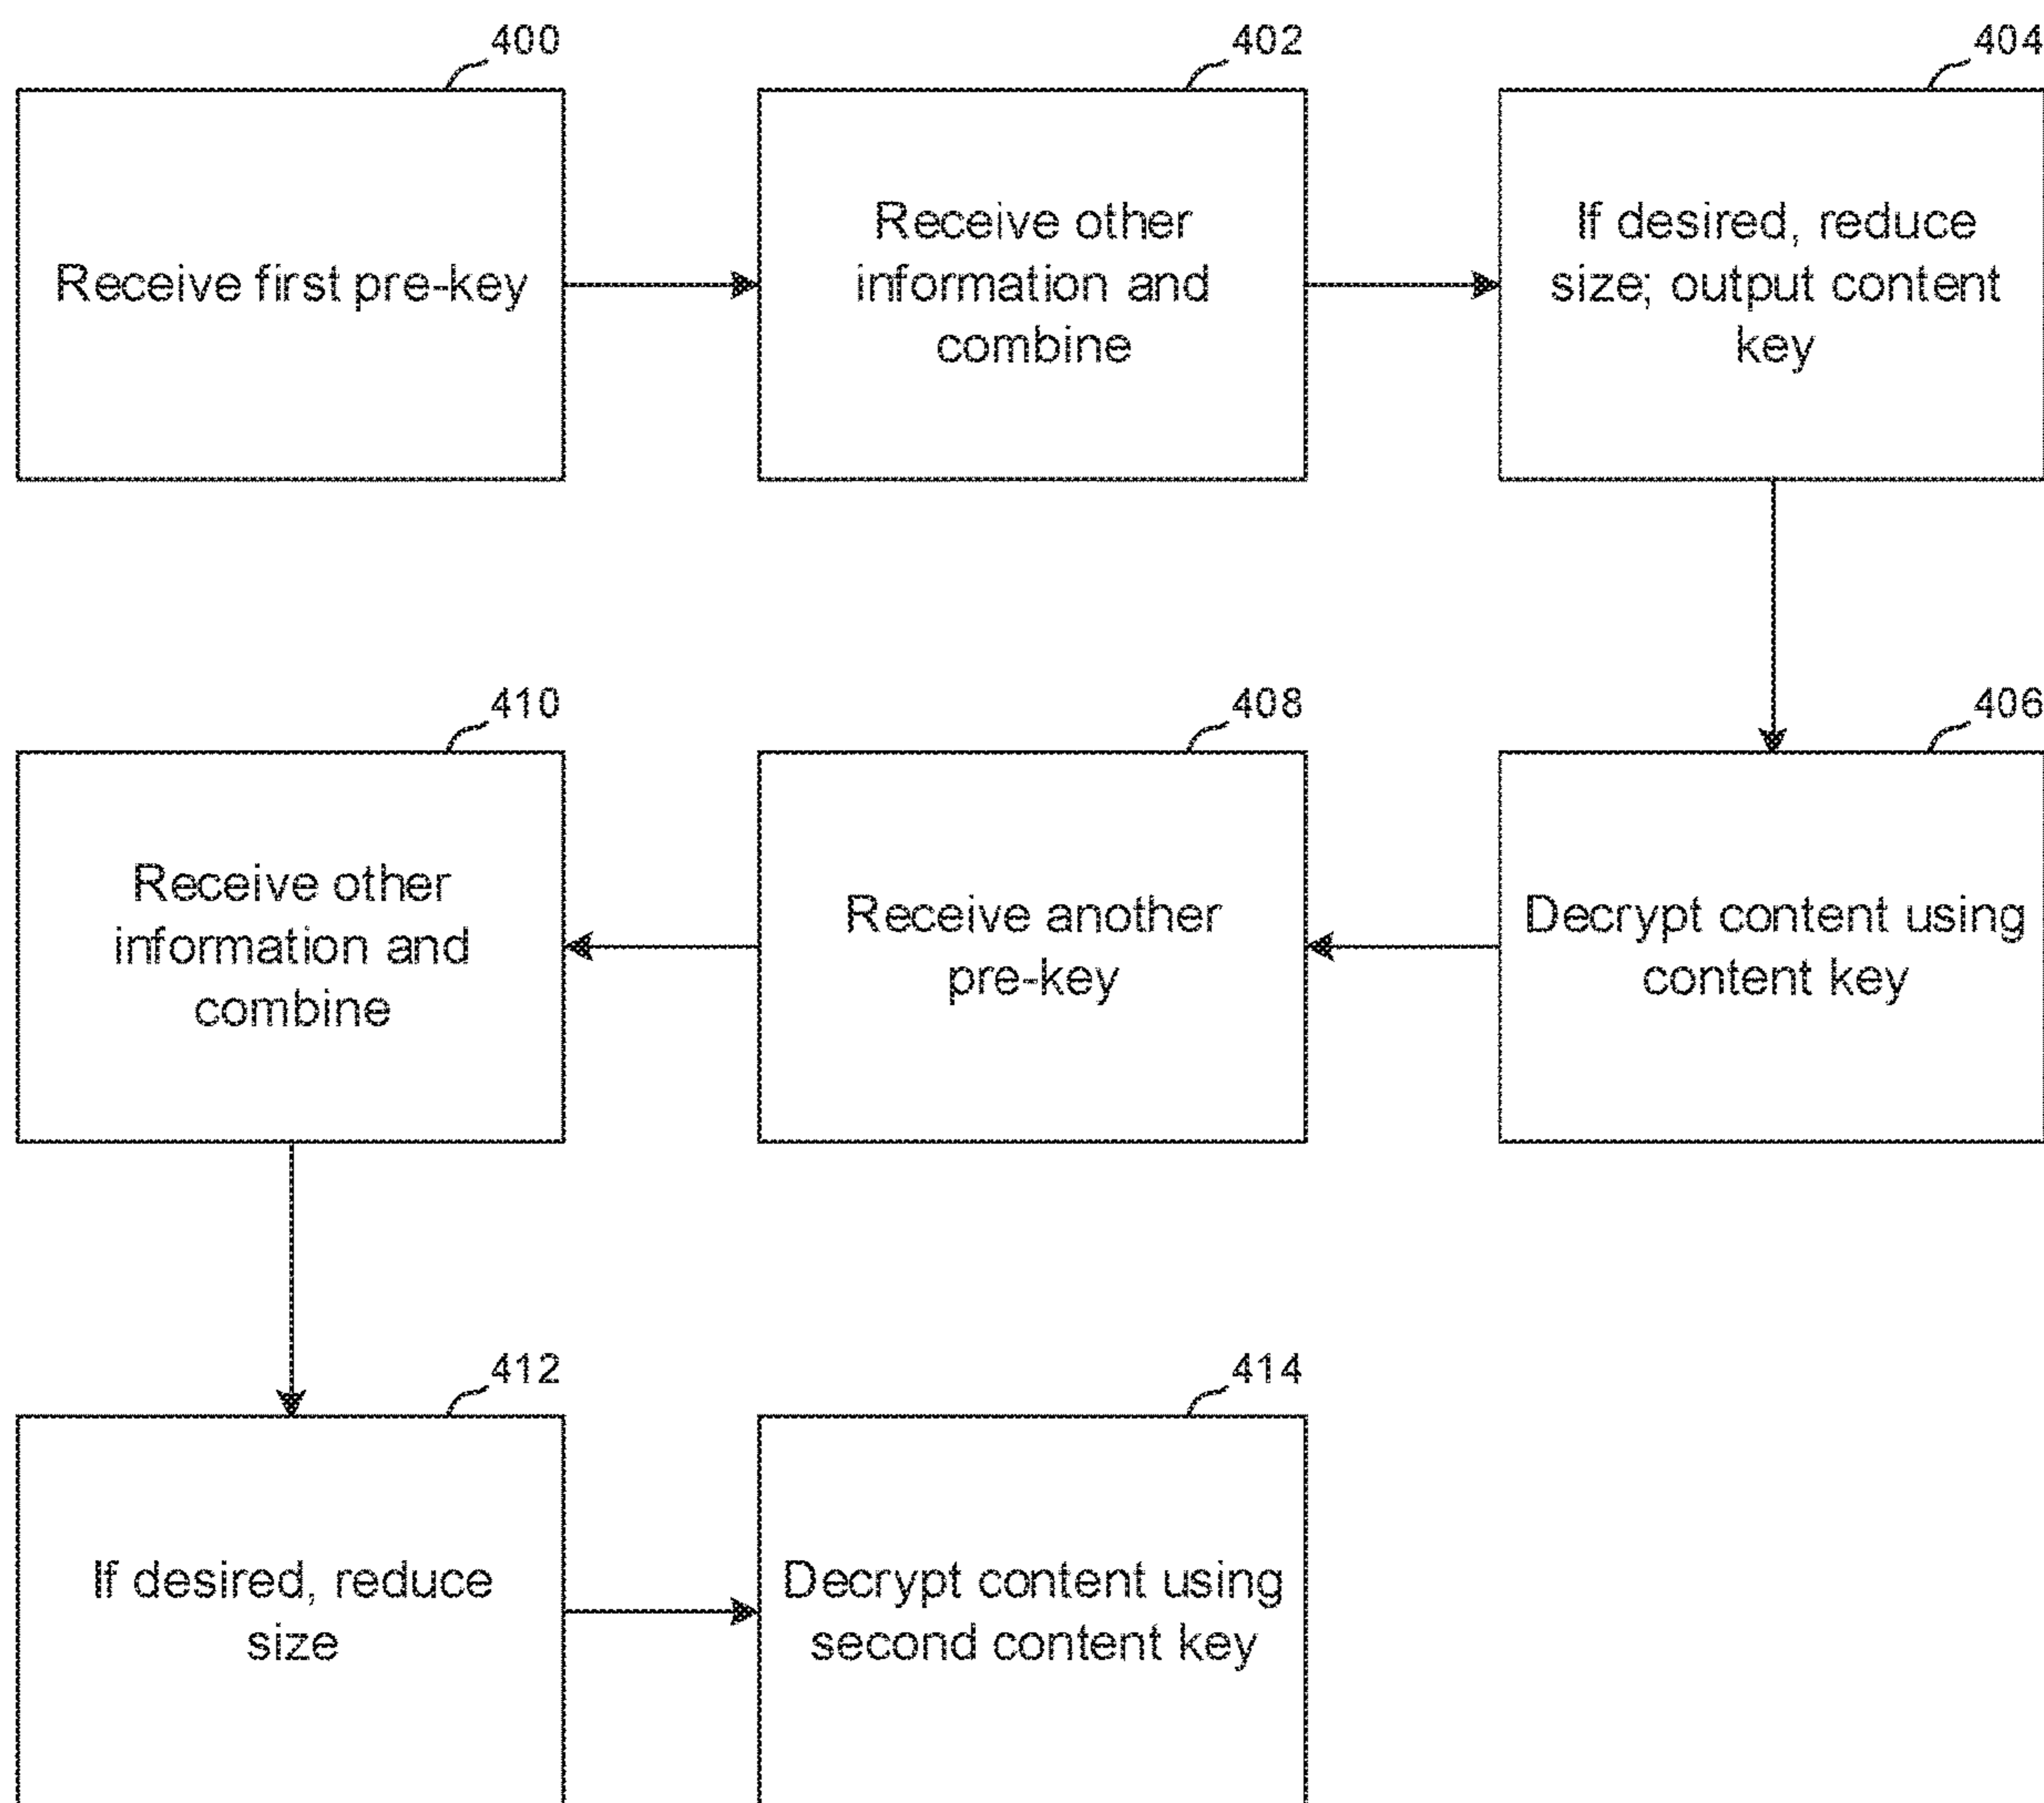 400
Receive first pre-key
402
Receive other
information and
combine
404
If desired, reduce
size; output content
key
406
Decrypt content using
content key
408
Receive another
pre-key
410
Receive other
information and
combine
412
If desired, reduce
size
414
Decrypt content using
second content key